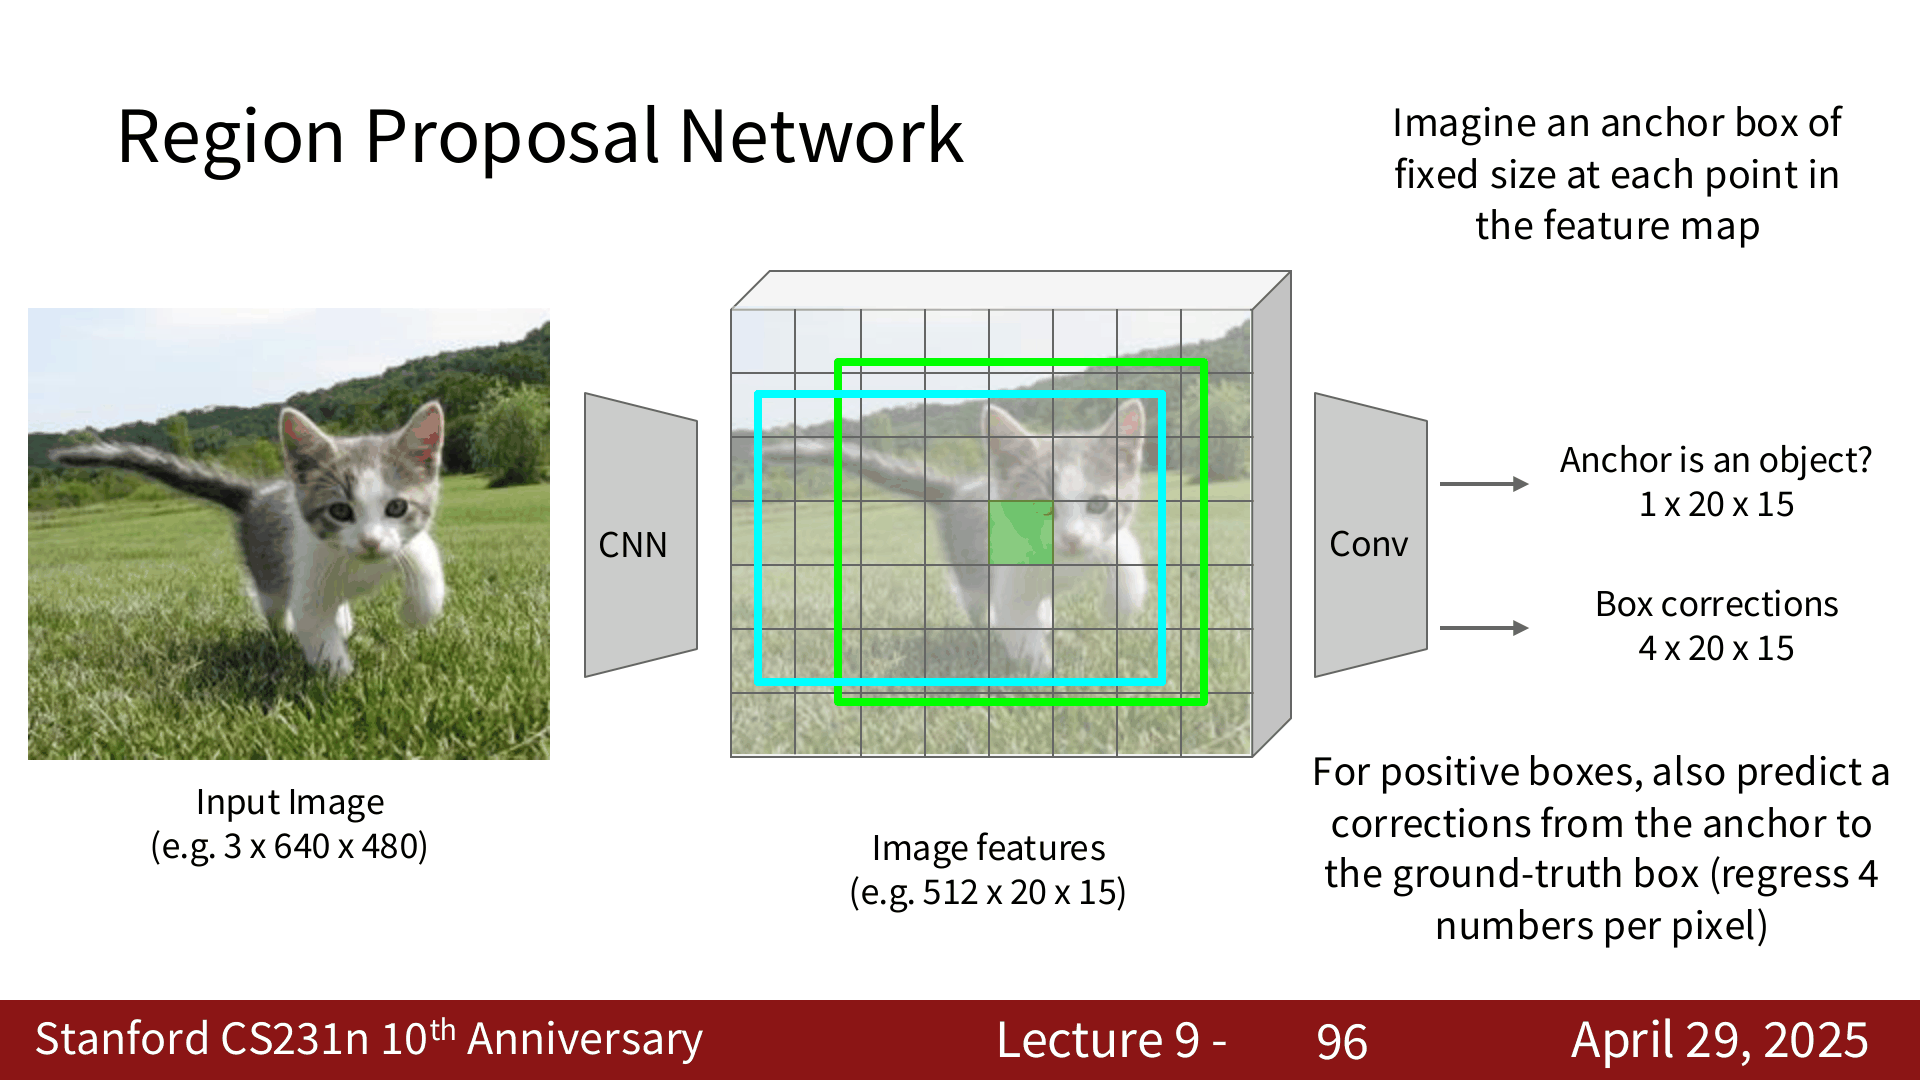 Region Proposal Network
Imagine an anchor box of
fixed size at each point in
the feature map
CNN
Conv
Anchor is an object?
1 x 20 x 15
Box corrections
4 x 20 x 15
Input Image
(e.g. 3 x 640 x 480)
Image features
(e.g. 512 x 20 x 15)
For positive boxes, also predict a
corrections from the anchor to
the ground-truth box (regress 4
numbers per pixel)
Stanford CS231n 10th Anniversary
Lecture 9 - 96
April 29, 2025